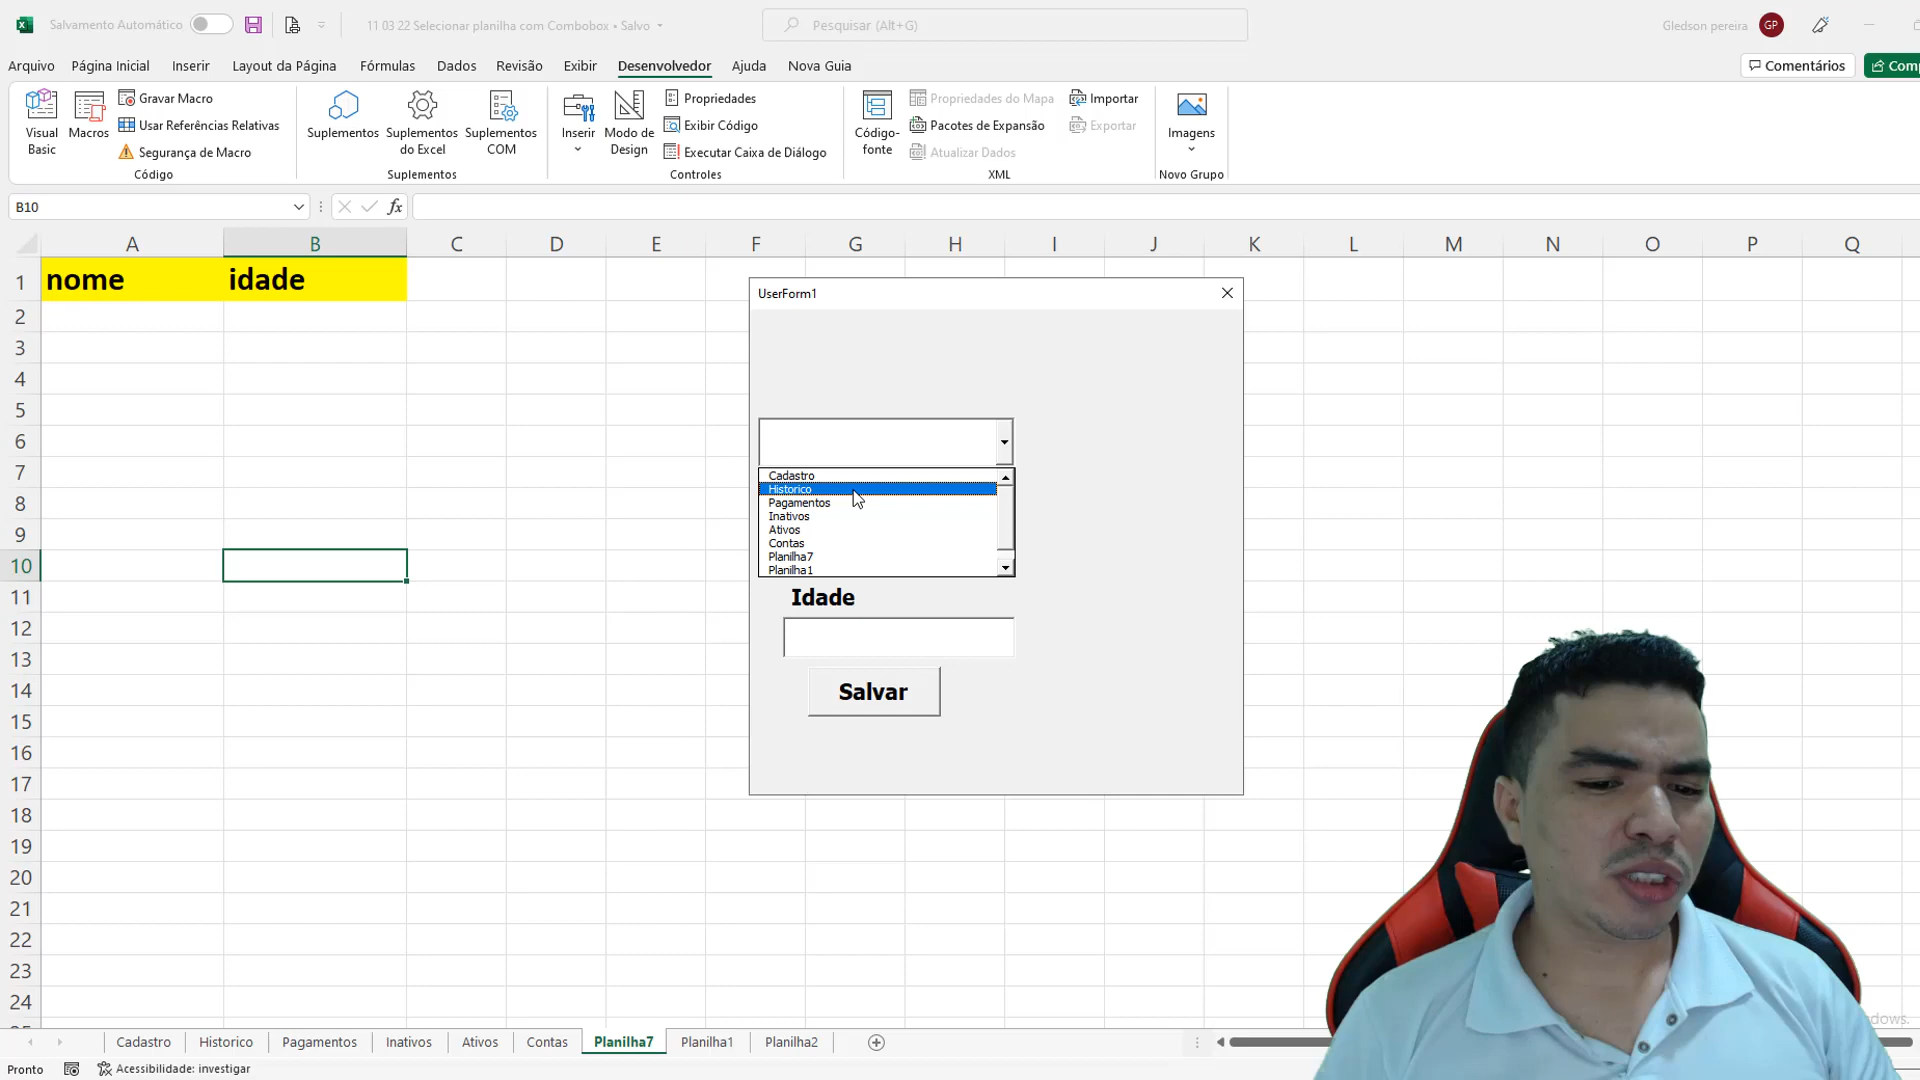 Salvamento Automático
11 03 22 Selecionar planilha com Combobox • Salvo
Pesquisar (Alt+G)
Gledson pereira
GP
Arquivo Página Inicial Inserir Layout da Página Fórmulas Dados Revisão Exibir Desenvolvedor Ajuda Nova Guia
Comentários
Comp
Visual Basic
Macros
Gravar Macro
Usar Referências Relativas
Segurança de Macro
Código
Suplementos
Suplementos do Excel
Suplementos COM
Suplementos
Inserir
Modo de Design
Propriedades
Exibir Código
Executar Caixa de Diálogo
Controles
Código-fonte
Propriedades do Mapa
Pacotes de Expansão
Atualizar Dados
Importar
Exportar
XML
Imagens
Novo Grupo
B10
fx
A B C D E F G H I J K L M N O P Q
1 nome idade
2
3
4
5
6
7
8
9
10
11
12
13
14
15
16
17
18
19
20
21
22
23
24
UserForm1
Cadastro
Historico
Pagamentos
Inativos
Ativos
Contas
Planilha7
Planilha1
Idade
Salvar
Cadastro Historico Pagamentos Inativos Ativos Contas Planilha7 Planilha1 Planilha2
Pronto
Acessibilidade: investigar